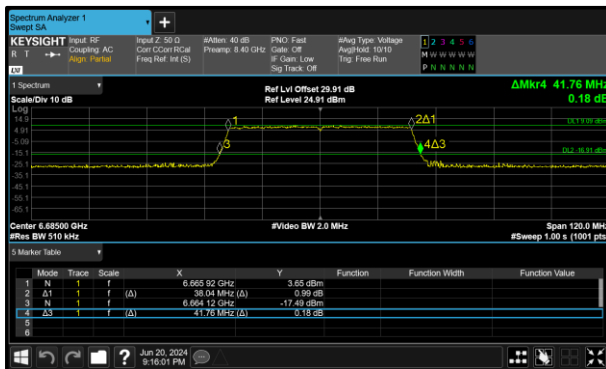 Spectrum Analyzer 1
Swept SA
+
KEYSIGHT Input: RF Input Z: 50 Ω #Atten: 40 dB PNO: Fast #Avg Type: Voltage 1 2 3 4 5 6
R T Coupling: AC Corr CCorr RCal Preamp: 8.40 GHz Gate: Off Avg|Hold: 10/10 M W W W W W
Align: Partial Freq Ref: Int (S) IF Gain: Low Trig: Free Run
LXI Sig Track: Off P N N N N N
1 Spectrum Ref Lvl Offset 29.91 dB ΔMkr4 41.76 MHz
Scale/Div 10 dB Ref Level 24.91 dBm 0.18 dB
Log
14.9
4.91
-5.09
-15.1
-25.1
-35.1
-45.1
-55.1
-65.1
1
2Δ1
3
4Δ3
DL1 9.09 dBm
DL2 -16.91 dBm
Center 6.68500 GHz #Video BW 2.0 MHz Span 120.0 MHz
#Res BW 510 kHz #Sweep 1.00 s (1001 pts)
5 Marker Table
Mode Trace Scale X Y Function Function Width Function Value
1 N 1 f 6.665 92 GHz 3.65 dBm
2 Δ1 1 f (Δ) 38.04 MHz (Δ) 0.99 dB
3 N 1 f 6.664 12 GHz -17.49 dBm
4 Δ3 1 f (Δ) 41.76 MHz (Δ) 0.18 dB
5
6
? Jun 20, 2024
9:16:01 PM